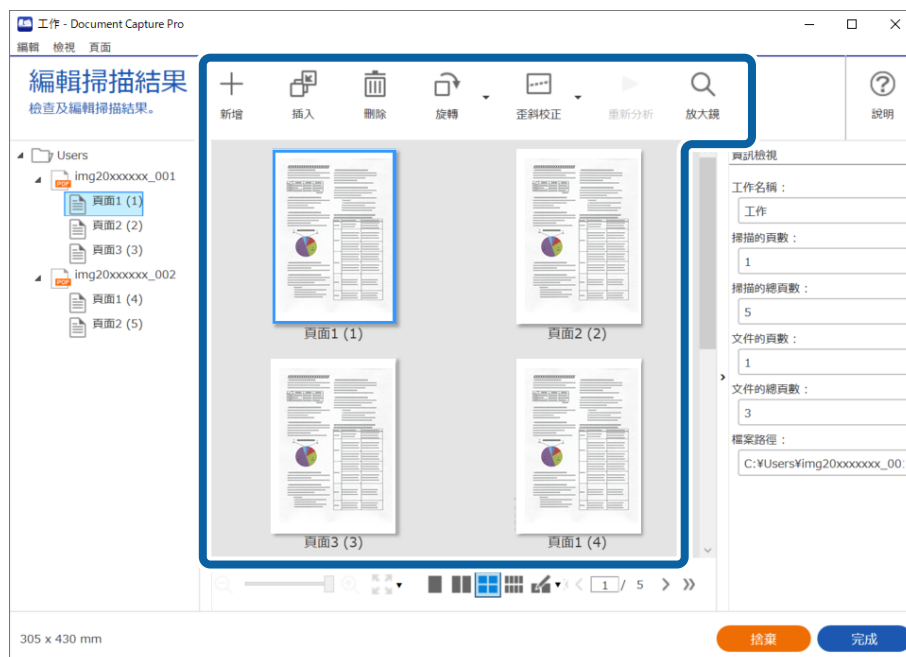 工作 - Document Capture Pro
編輯 檢視 頁面
編輯掃描結果
檢查及編輯掃描結果。
新增 插入 刪除 旋轉 歪斜校正 重新分析 放大鏡
說明
Users
img20xxxxxx_001
頁面1 (1)
頁面2 (2)
頁面3 (3)
img20xxxxxx_002
頁面1 (4)
頁面2 (5)
頁面1 (1)
頁面2 (2)
頁面3 (3)
頁面1 (4)
資訊檢視
工作名稱：
工作
掃描的頁數：
1
掃描的總頁數：
5
文件的頁數：
1
文件的總頁數：
3
檔案路徑：
C:¥Users¥img20xxxxxxx_00
1 / 5
305 x 430 mm
捨棄
完成